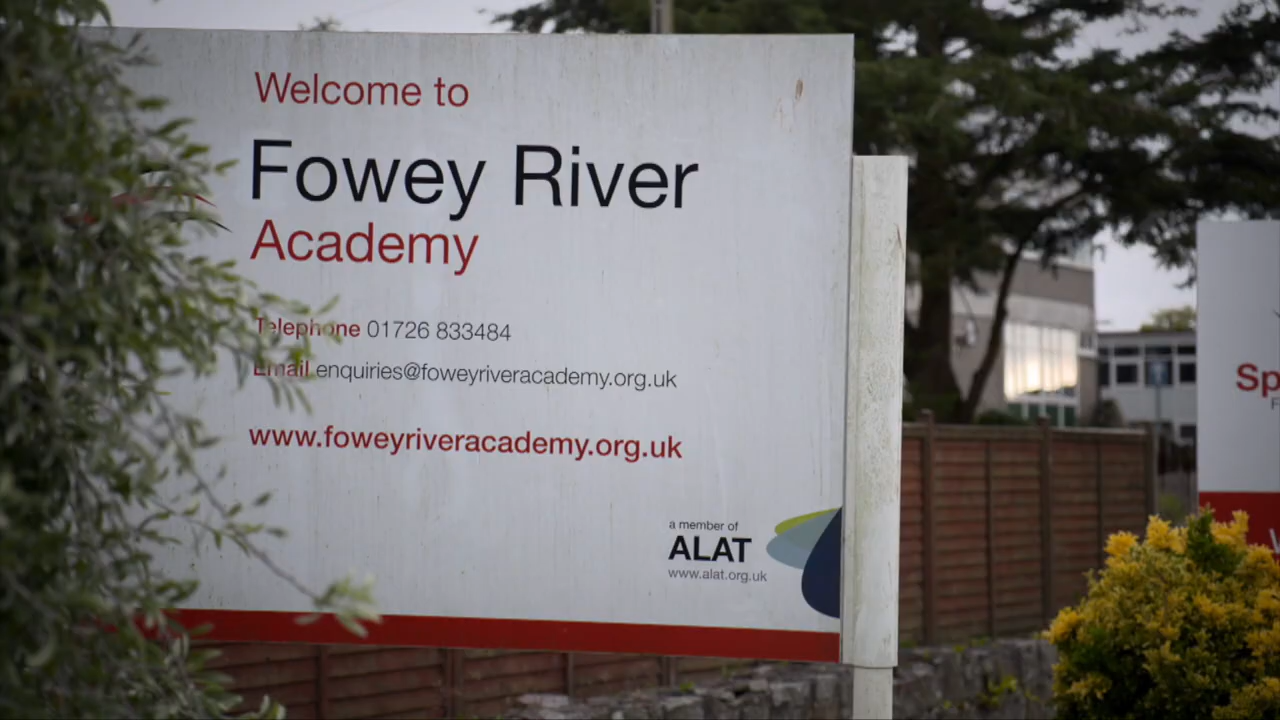 Welcome to
Fowey River
Academy
Telephone 01726 833484
Email enquiries@foweyriveracademy.org.uk
www.foweyriveracademy.org.uk
a member of
ALAT
www.alat.org.uk
Sp